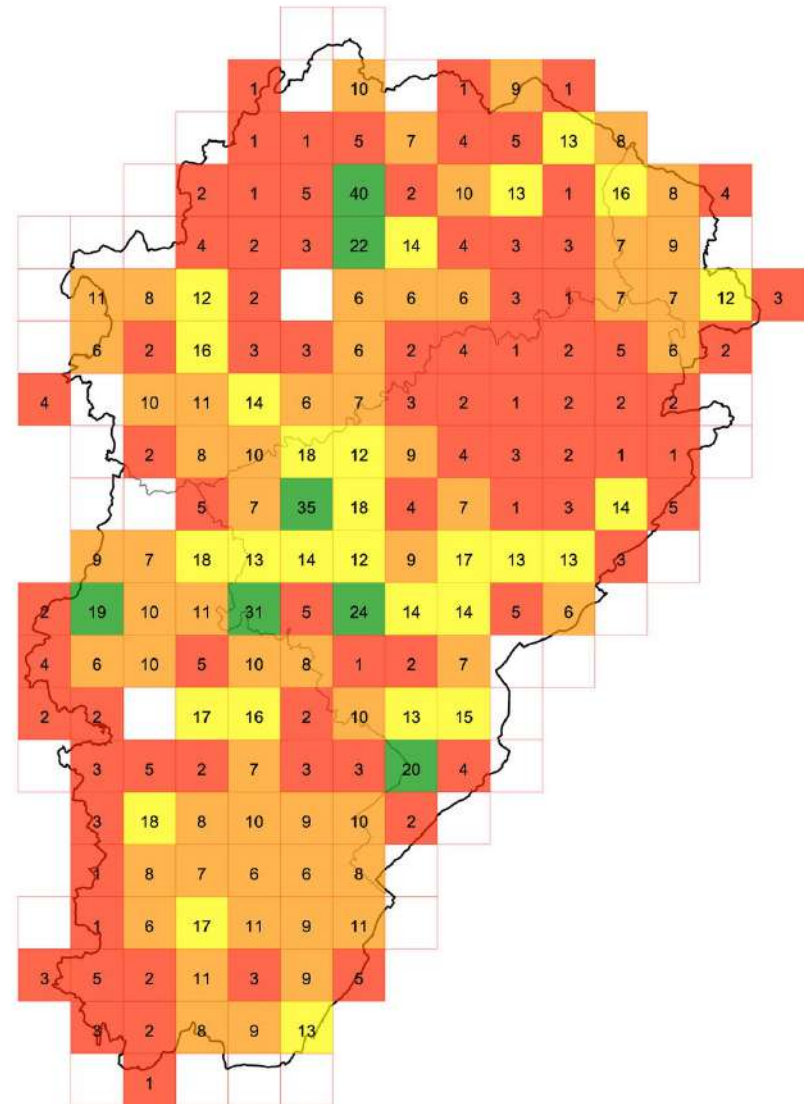 1 10 1 9 1
1 1 5 7 4 5 13 8
2 1 5 40 2 10 13 1 16 8 4
4 2 3 22 14 4 3 3 7 9
11 8 12 2 6 6 6 3 1 7 7 12 3
6 2 16 3 3 6 2 4 1 2 5 6 2
4 10 11 14 6 7 3 2 1 2 2 2
2 8 10 18 12 9 4 3 2 1 1
5 7 35 18 4 7 1 3 14 5
9 7 18 13 14 12 9 17 13 13 3
2 19 10 11 31 5 24 14 14 5 6
4 6 10 5 10 8 1 2 7
2 2 17 16 2 10 13 15
3 5 2 7 3 3 20 4
3 18 8 10 9 10 2
1 8 7 6 6 8
1 6 17 11 9 11
3 5 2 11 3 9 5
3 2 8 9 13
1